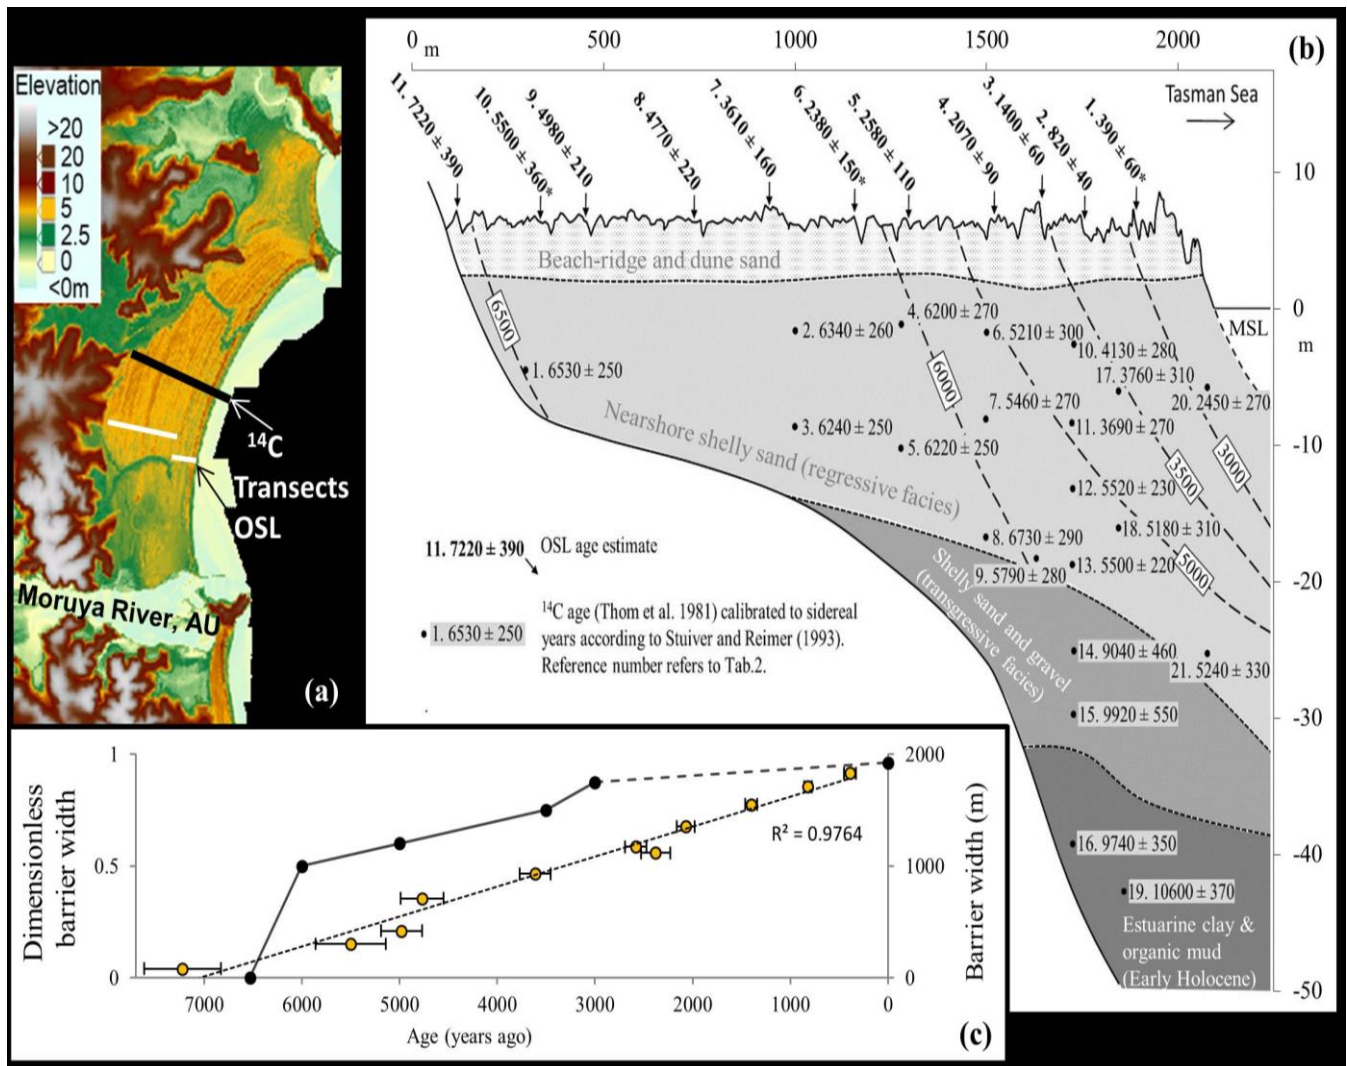 Elevation
>20
20
10
5
2.5
0
<0m
14C
Transects
OSL
Moruya River, AU
(a)
0 m 500 1000 1500 2000
(b)
Tasman Sea
11. 7220 ± 390
10. 5500 ± 360*
9. 4980 ± 210
8. 4770 ± 220
7. 3610 ± 160
6. 2380 ± 150*
5. 2580 ± 110
4. 2070 ± 90
3. 1400 ± 60
2. 820 ± 40
1. 390 ± 60*
10
0
MSL
m
-10
-20
-30
-40
-50
Beach-ridge and dune sand
6500
6000
5000
3500
3000
1. 6530 ± 250
2. 6340 ± 260
3. 6240 ± 250
4. 6200 ± 270
5. 6220 ± 250
6. 5210 ± 300
7. 5460 ± 270
8. 6730 ± 290
9. 5790 ± 280
10. 4130 ± 280
17. 3760 ± 310
20. 2450 ± 270
11. 3690 ± 270
12. 5520 ± 230
18. 5180 ± 310
13. 5500 ± 220
14. 9040 ± 460
21. 5240 ± 330
15. 9920 ± 550
16. 9740 ± 350
19. 10600 ± 370
Nearshore shelly sand (regressive facies)
Shelly sand and gravel
(transgressive
facies)
Estuarine clay &
organic mud
(Early Holocene)
11. 7220 ± 390 OSL age estimate
1. 6530 ± 250
14C age (Thom et al. 1981) calibrated to sidereal
years according to Stuiver and Reimer (1993).
Reference number refers to Tab.2.
Dimensionless
barrier width
1
0.5
0
2000
1000
0
Barrier width (m)
R² = 0.9764
7000 6000 5000 4000 3000 2000 1000 0
Age (years ago)
(c)